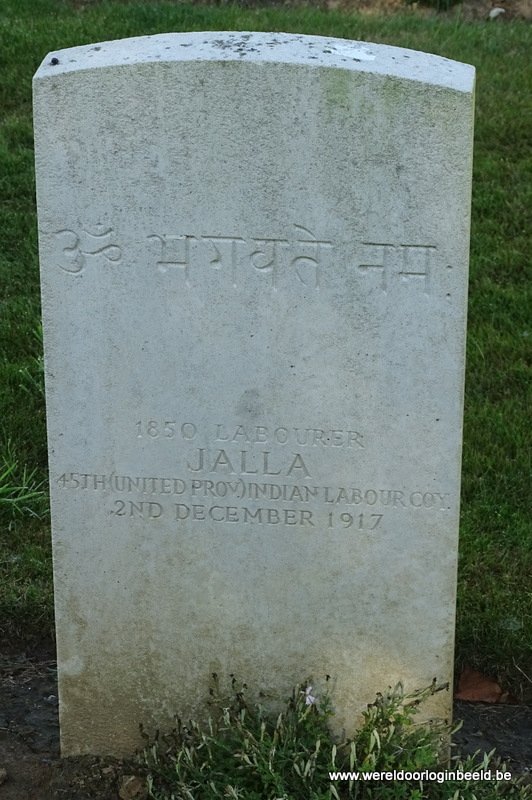 ॐ भगवते नम
1850 LABOURER
JALLA
45TH (UNITED PROV) INDIAN LABOUR COY.
2ND DECEMBER 1917
www.wereldoorloginbeeld.be